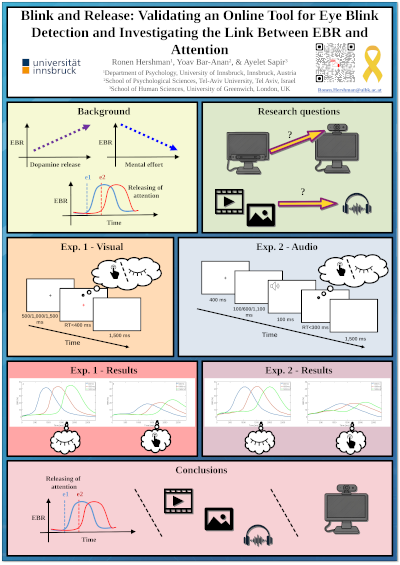 Blink and Release: Validating an Online Tool for Eye Blink
Detection and Investigating the Link Between EBR and
Attention
universität
innsbruck
Ronen Hershman¹, Yoav Bar-Anan², & Ayelet Sapir³
¹Department of Psychology, University of Innsbruck, Innsbruck, Austria
²School of Psychological Sciences, Tel-Aviv University, Tel Aviv, Israel
³School of Human Sciences, University of Greenwich, London, UK
Ronen.Hershman@uibk.ac.at
Background
EBR
Dopamine release
EBR
Mental effort
e1 e2
Releasing of
attention
EBR
Time
Research questions
?
?
Exp. 1 - Visual
500/1,000/1,500
ms
RT<400 ms
1,500 ms
Time
Exp. 2 - Audio
400 ms
100/600/1,100
ms
100 ms
RT<300 ms
1,500 ms
Time
Exp. 1 - Results
Exp. 2 - Results
Conclusions
Releasing of
attention
e1 e2
EBR
Time